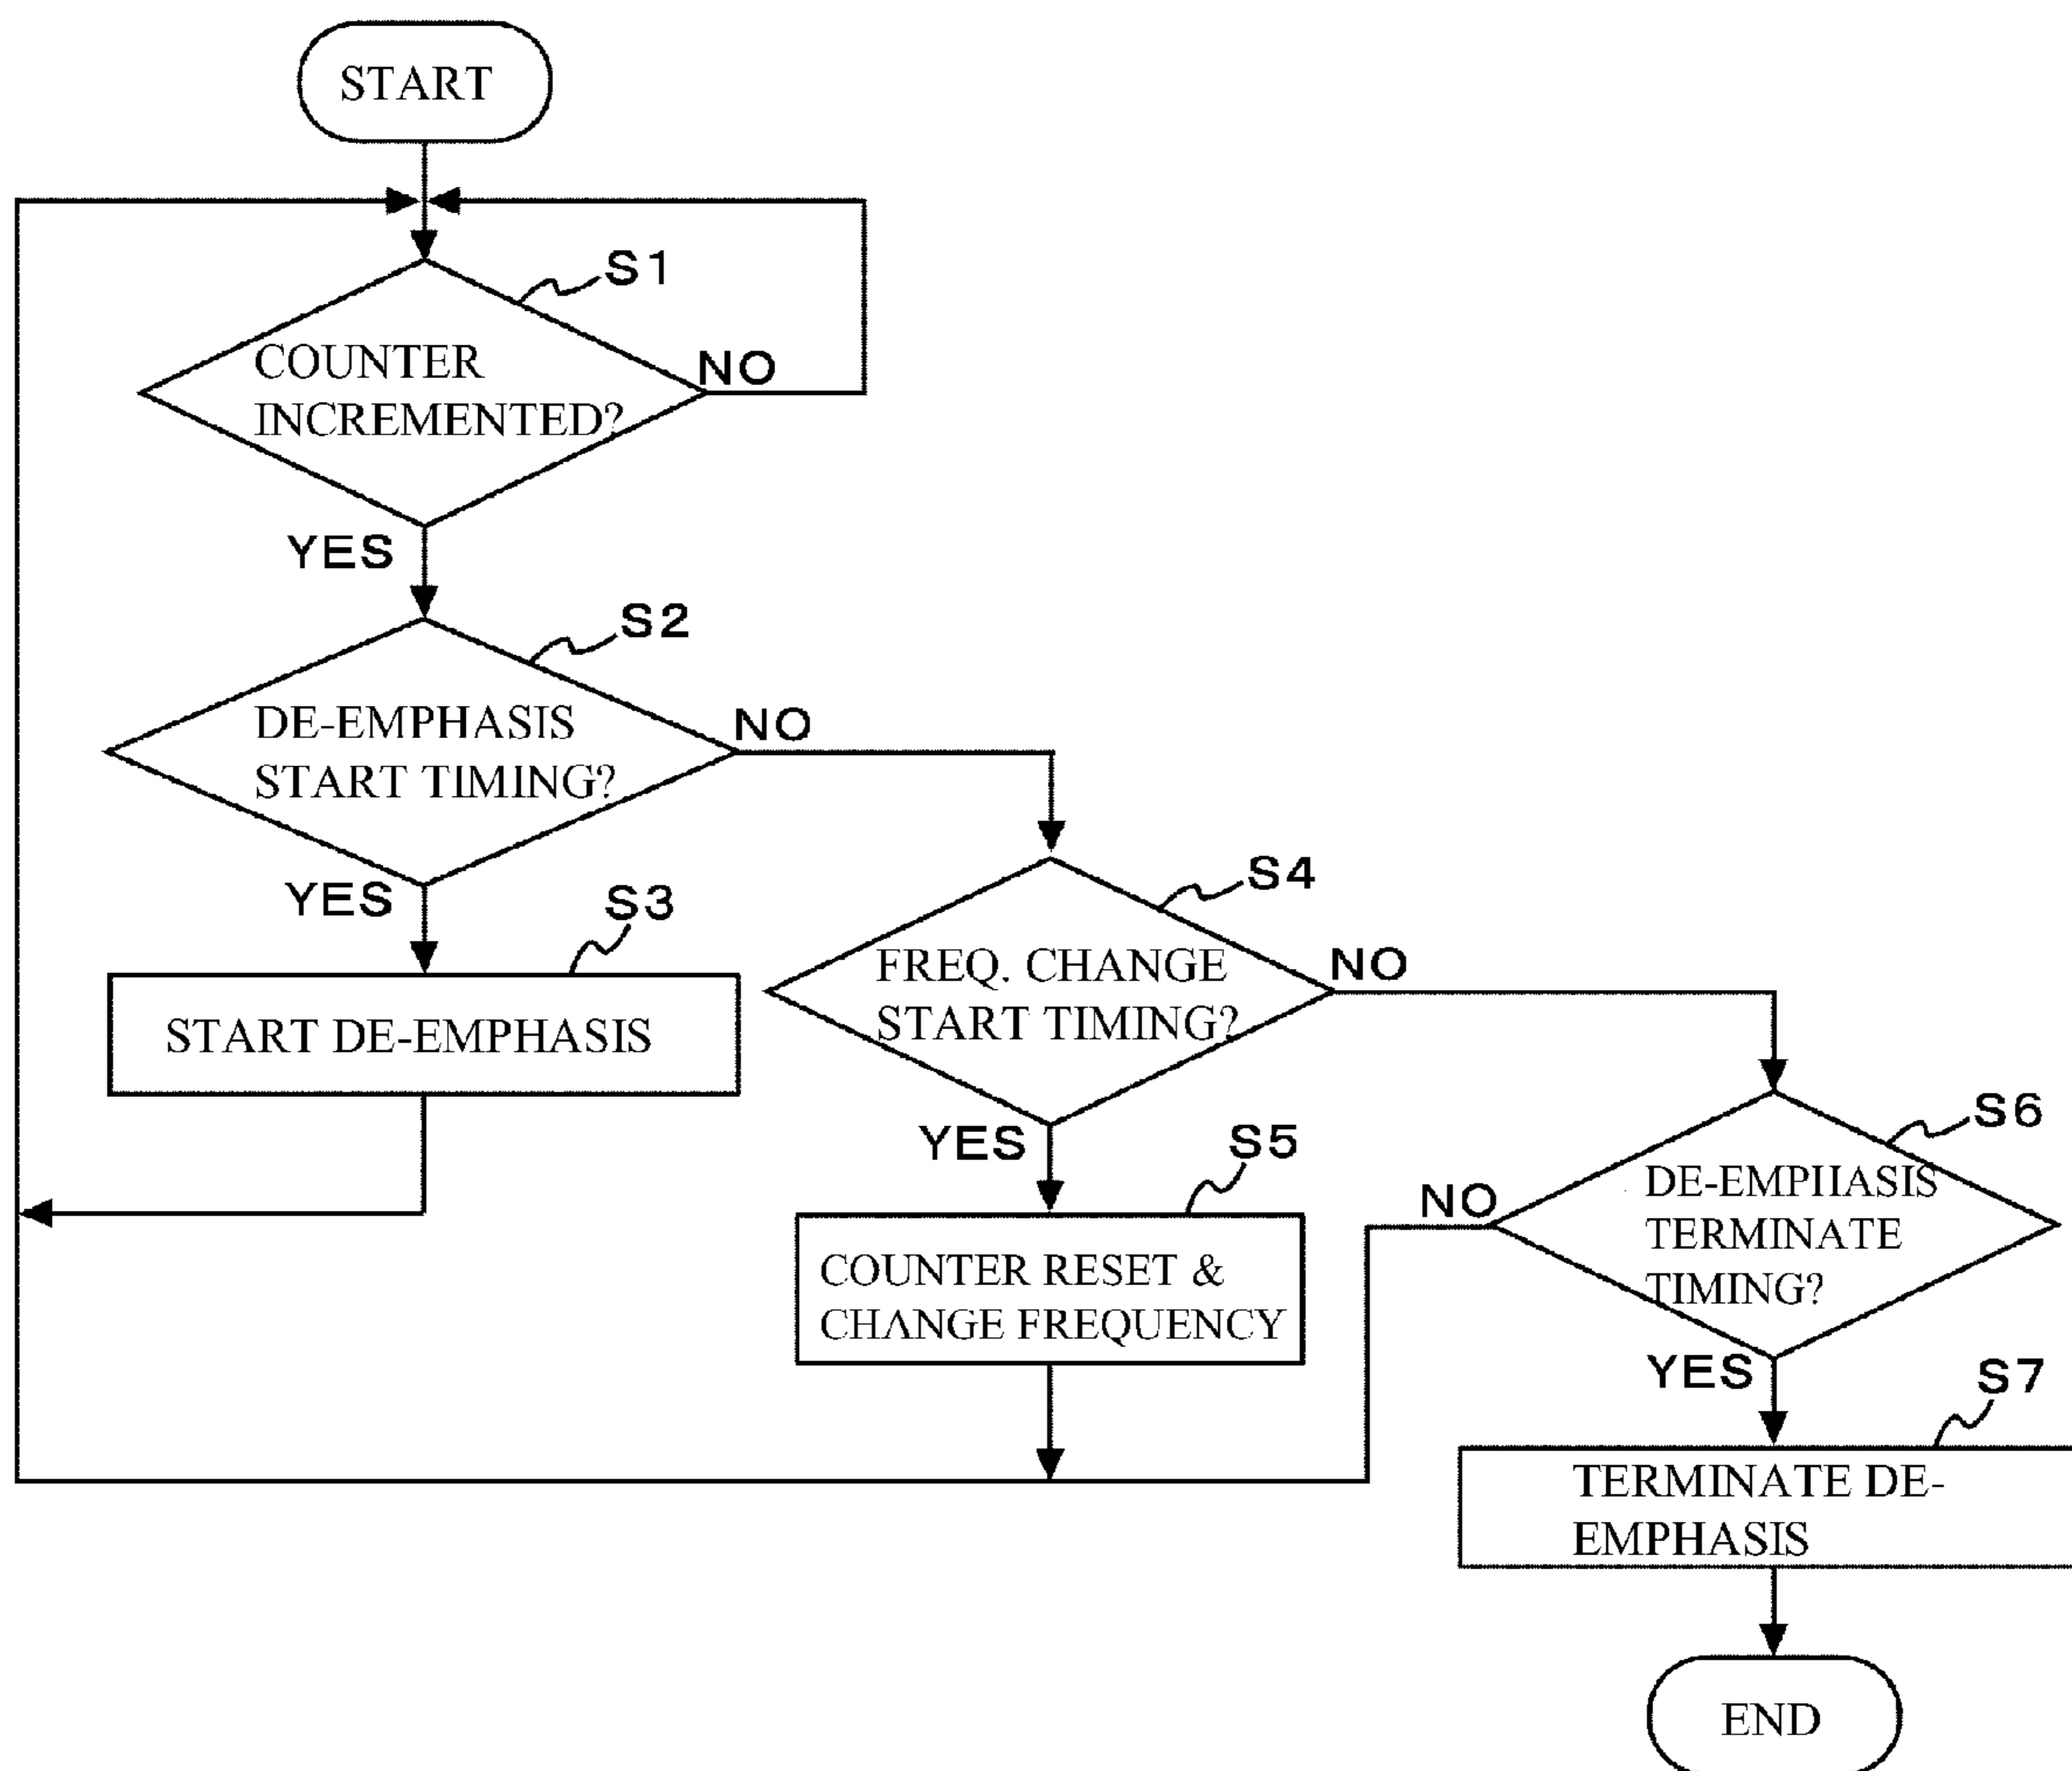 START
S1
COUNTER
INCREMENTED?
NO
YES
S2
DE-EMPHASIS
START TIMING?
NO
YES
S3
START DE-EMPHASIS
S4
FREQ. CHANGE
START TIMING?
NO
YES
S5
COUNTER RESET &
CHANGE FREQUENCY
S6
DE-EMPHASIS
TERMINATE
TIMING?
NO
YES
S7
TERMINATE DE-
EMPHASIS
END